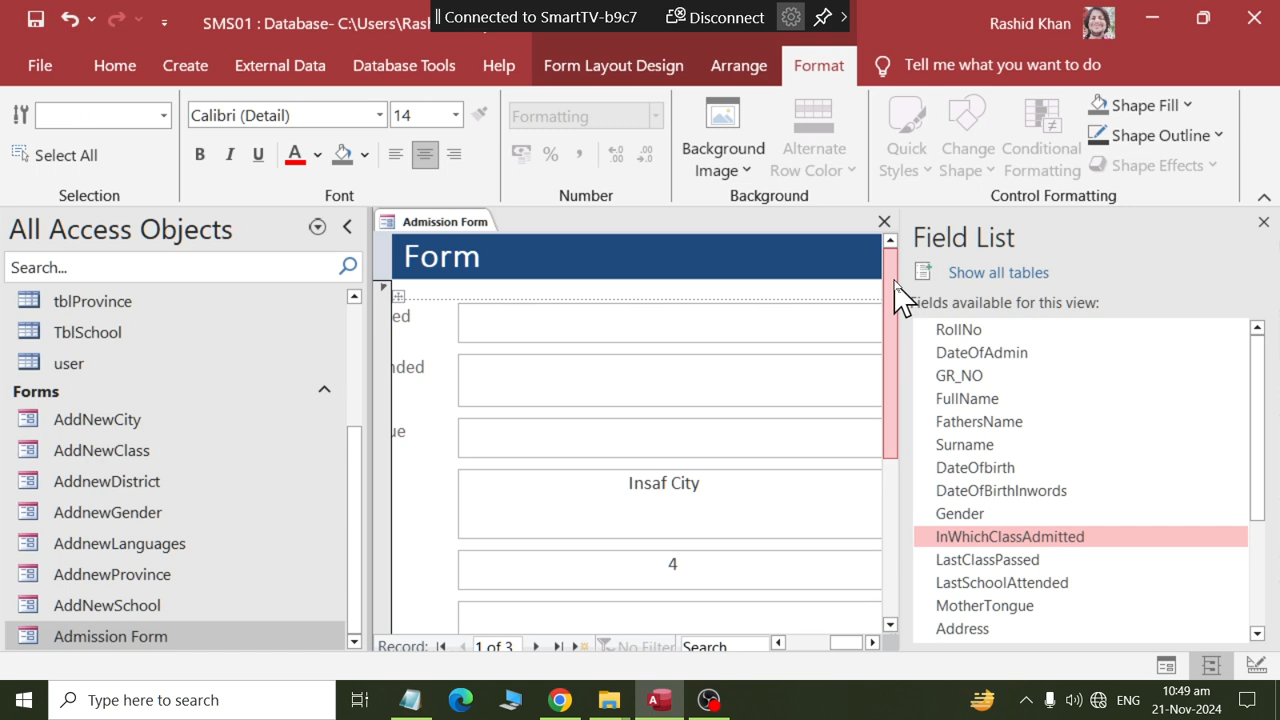 SMS01 : Database- C:\Users\Ras
Connected to SmartTV-b9c7
Disconnect
Rashid Khan
File
Home
Create
External Data
Database Tools
Help
Form Layout Design
Arrange
Format
Tell me what you want to do
Calibri (Detail)
14
Formatting
Select All
B
I
U
A
%
Background Image
Alternate Row Color
Quick Styles
Change Shape
Conditional Formatting
Shape Fill
Shape Outline
Shape Effects
Selection
Font
Number
Background
Control Formatting
All Access Objects
Search...
tblProvince
TblSchool
user
Forms
AddNewCity
AddNewClass
AddnewDistrict
AddnewGender
AddnewLanguages
AddnewProvince
AddNewSchool
Admission Form
Admission Form
Form
ed
nded
ue
Insaf City
4
Record:
1 of 3
No Filter
Search
Field List
Show all tables
ields available for this view:
RollNo
DateOfAdmin
GR_NO
FullName
FathersName
Surname
DateOfbirth
DateOfBirthInwords
Gender
InWhichClassAdmitted
LastClassPassed
LastSchoolAttended
MotherTongue
Address
Type here to search
ENG
10:49 am
21-Nov-2024